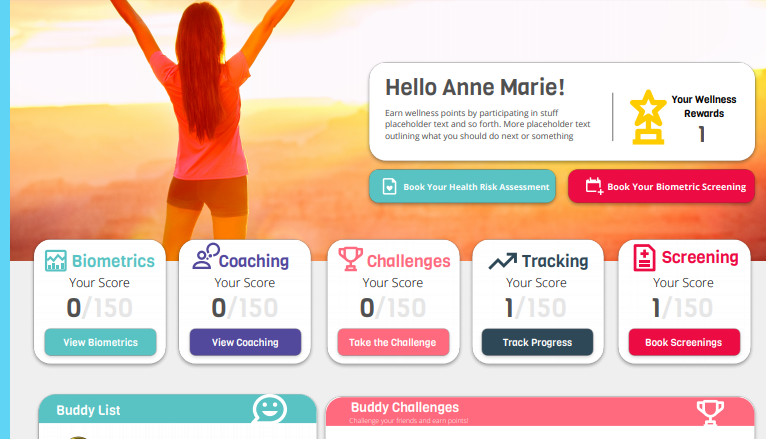 Hello Anne Marie!
Earn wellness points by participating in stuff
placeholder text and so forth. More placeholder text
outlining what you should do next or something
Your Wellness
Rewards
1
Book Your Health Risk Assessment
Book Your Biometric Screening
Biometrics
Your Score
0/150
View Biometrics
Coaching
Your Score
0/150
View Coaching
Challenges
Your Score
0/150
Take the Challenge
Tracking
Your Score
1/150
Track Progress
Screening
Your Score
1/150
Book Screenings
Buddy List
Buddy Challenges
Challenge your friends and earn points!